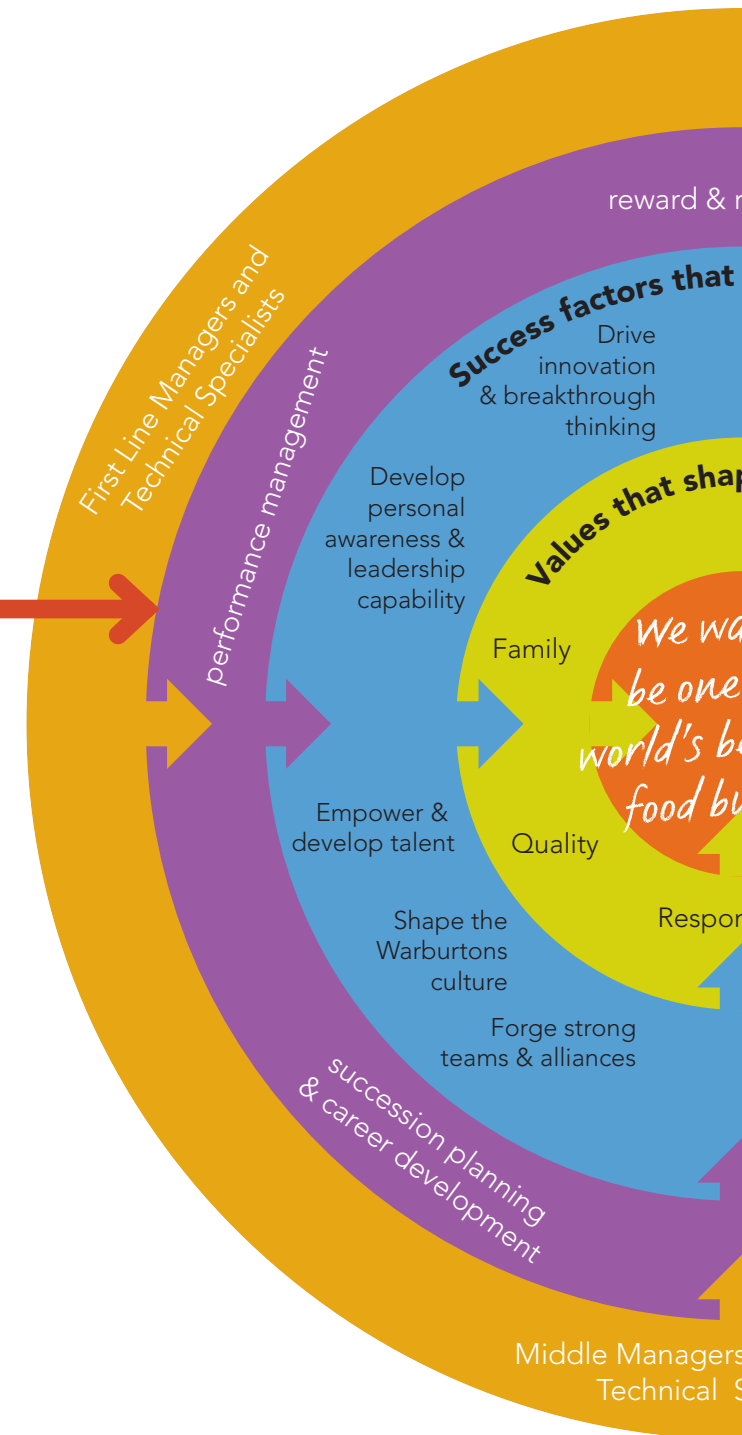 reward & r
Success factors that
Drive
innovation
& breakthrough
thinking
First Line Managers and
Technical Specialists
performance management
Develop
personal
awareness &
leadership
capability
Values that shap
Family
We wa
be one
world's be
food bu
Empower &
develop talent
Quality
Respon
Shape the
Warburtons
culture
Forge strong
teams & alliances
succession planning
& career development
Middle Managers
Technical S